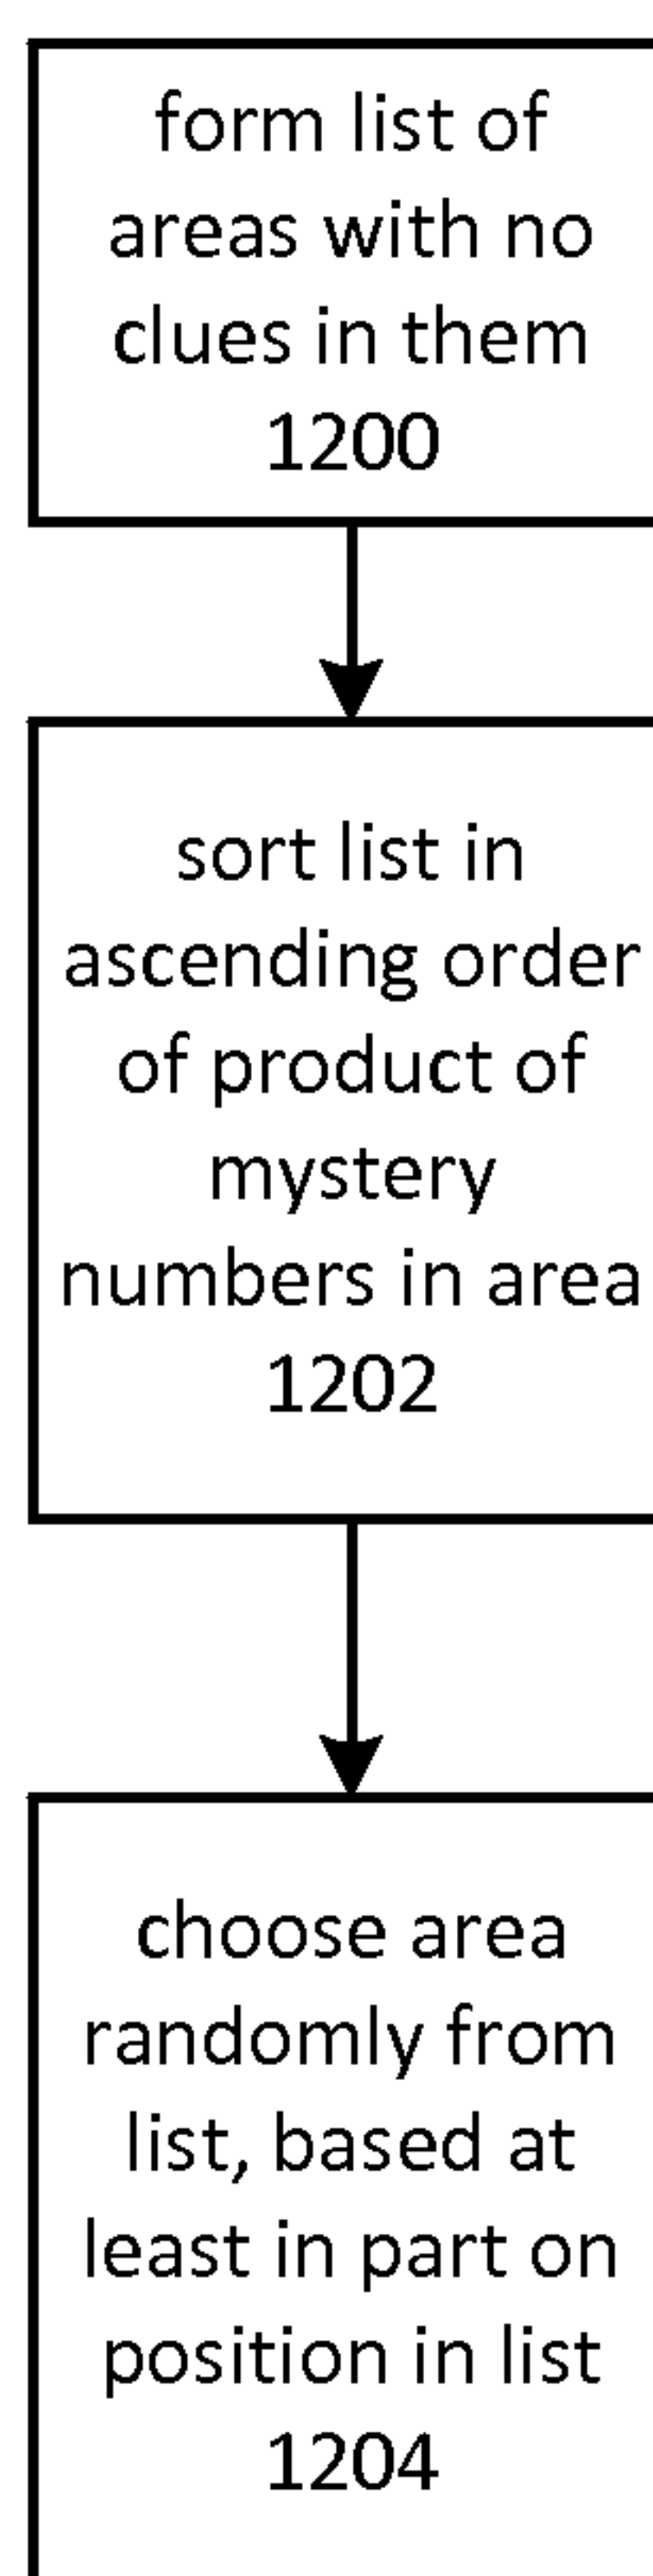 form list of
areas with no
clues in them
1200
sort list in
ascending order
of product of
mystery
numbers in area
1202
choose area
randomly from
list, based at
least in part on
position in list
1204